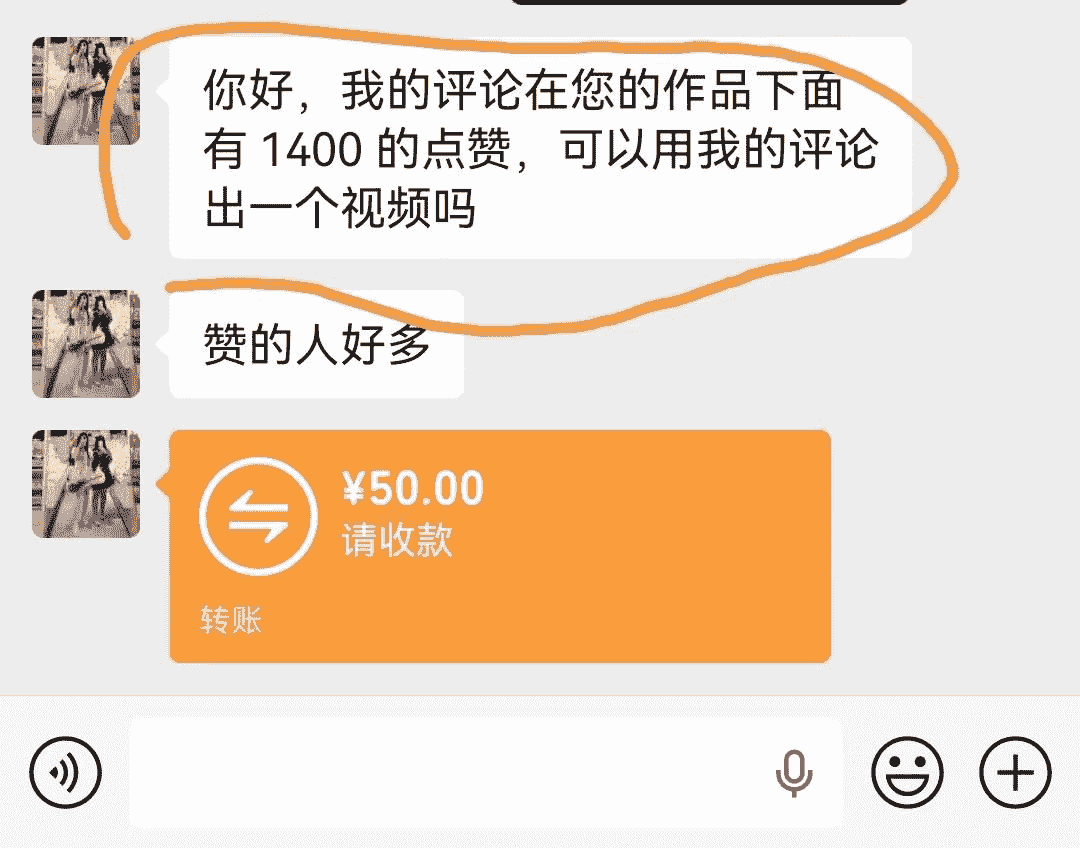 你好，我的评论在您的作品下面
有 1400 的点赞，可以用我的评论
出一个视频吗
赞的人好多
¥50.00
请收款
转账